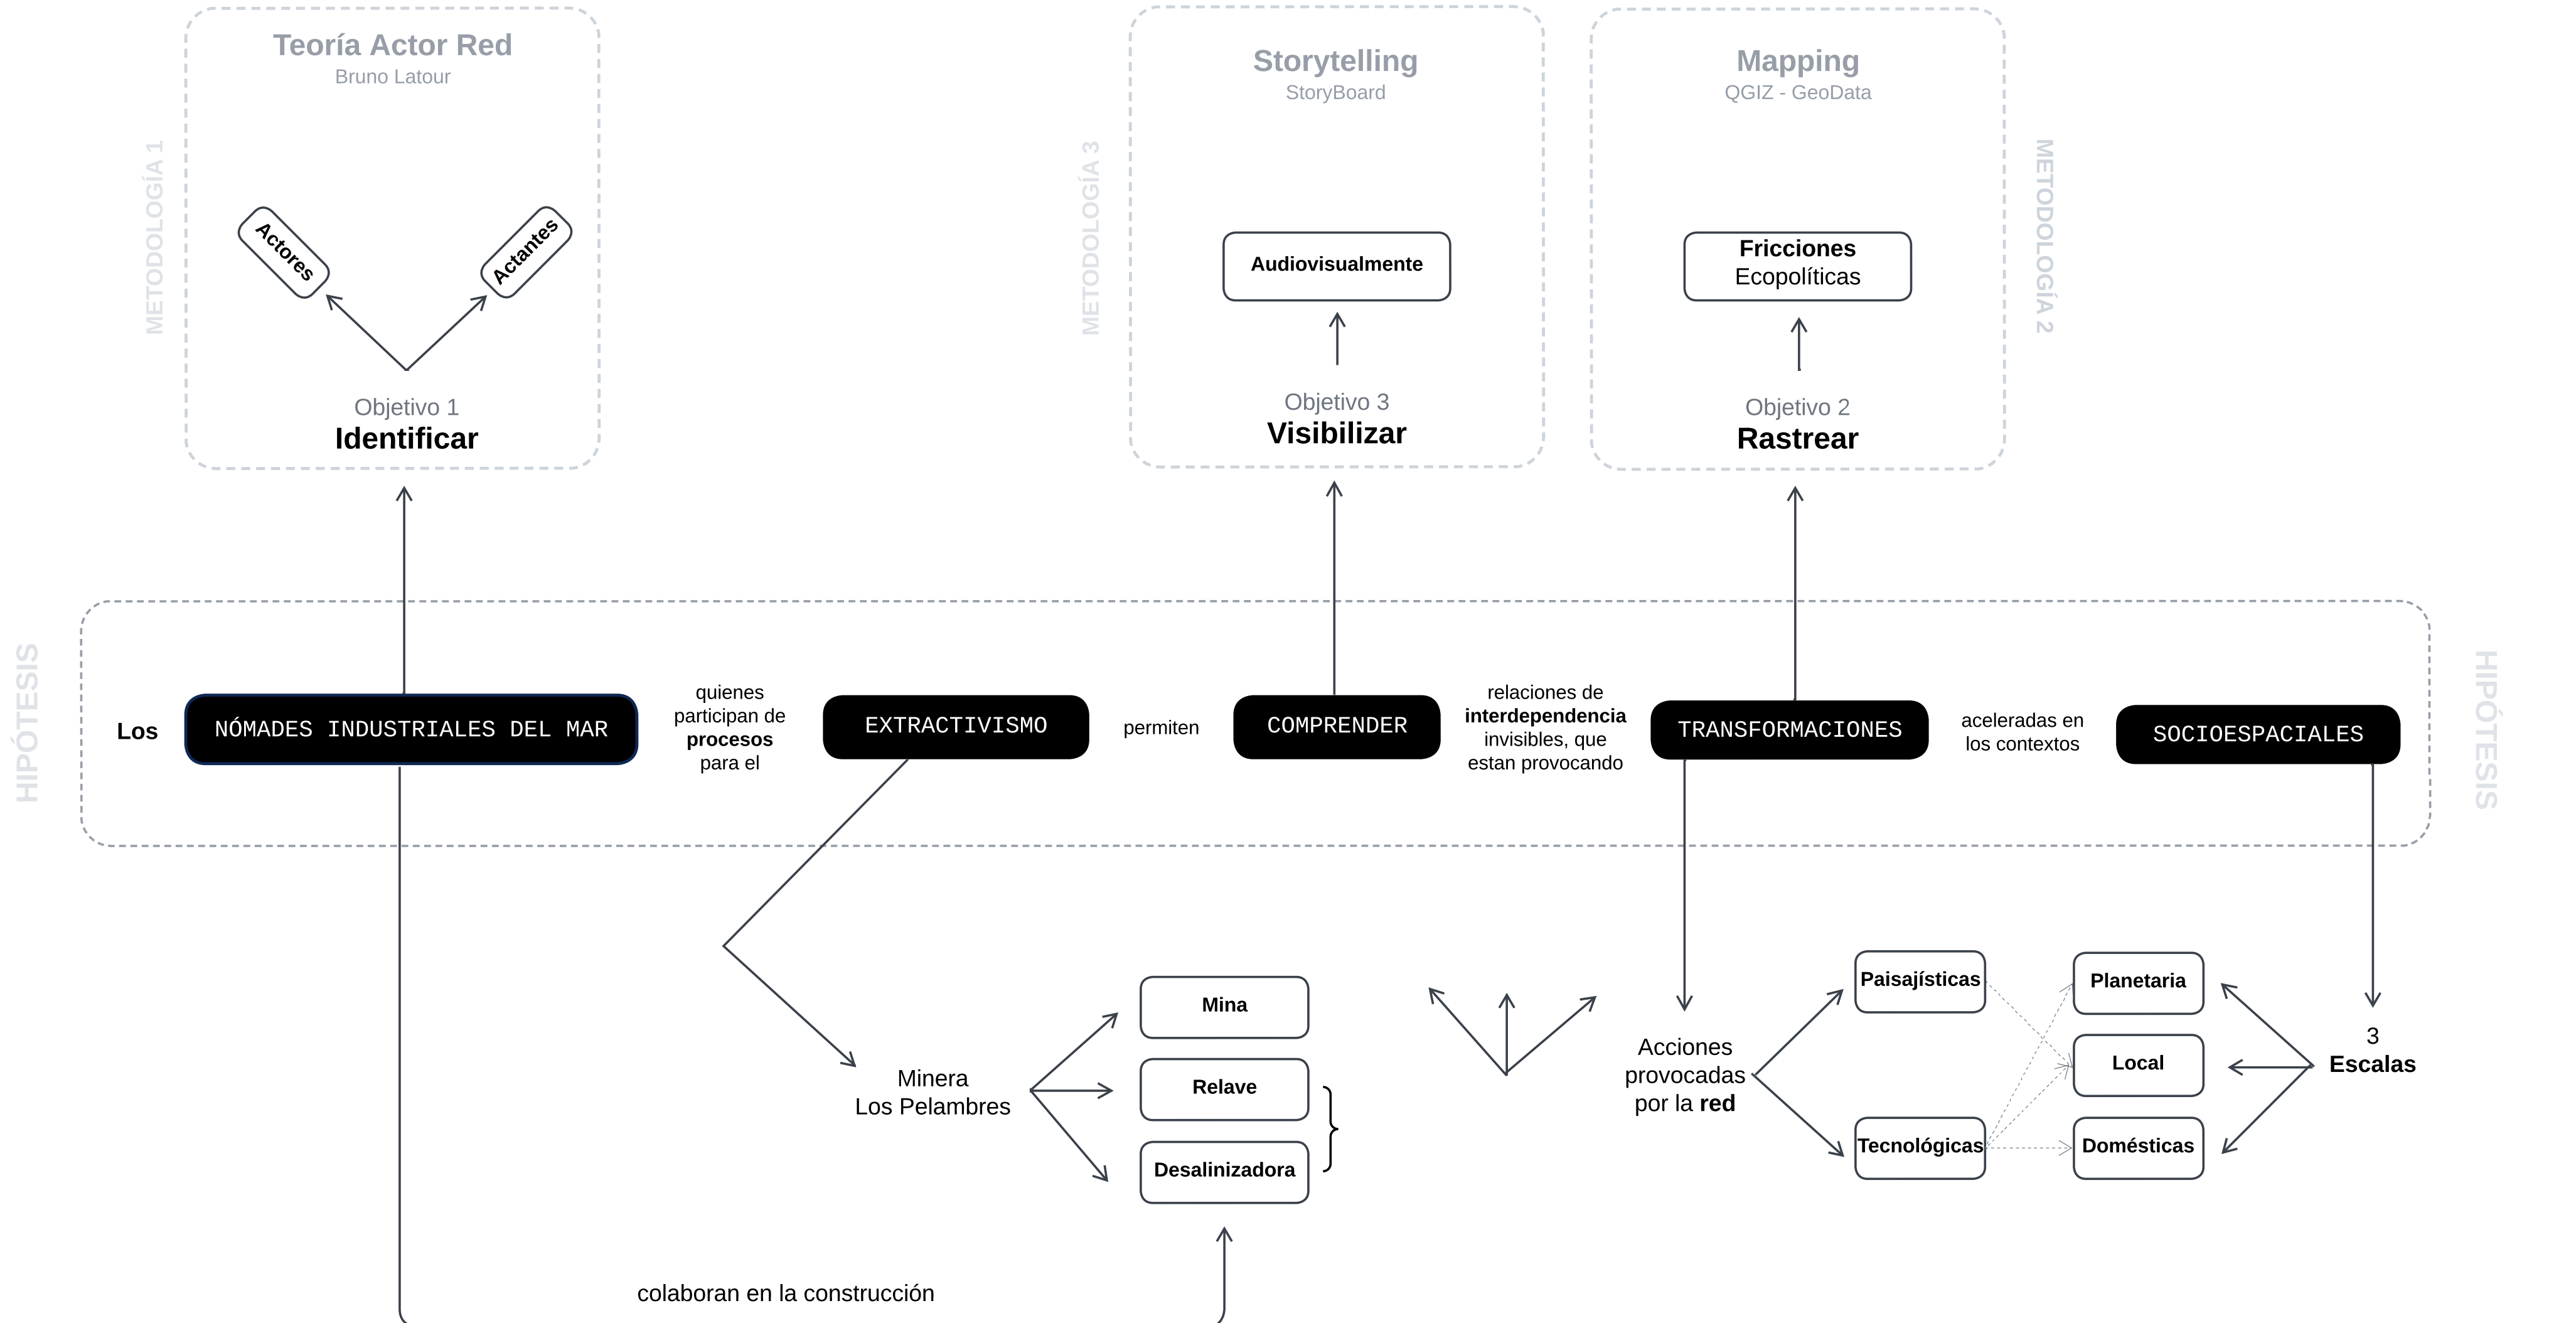 Teoría Actor Red
Bruno Latour
METODOLOGÍA 1
Actores
Actantes
Objetivo 1
Identificar
Storytelling
StoryBoard
METODOLOGÍA 3
Audiovisualmente
Objetivo 3
Visibilizar
Mapping
QGIZ - GeoData
METODOLOGÍA 2
Fricciones
Ecopolíticas
Objetivo 2
Rastrear
HIPÓTESIS
Los
NÓMADES INDUSTRIALES DEL MAR
quienes
participan de
procesos
para el
EXTRACTIVISMO
permiten
COMPRENDER
relaciones de
interdependencia
invisibles, que
estan provocando
TRANSFORMACIONES
aceleradas en
los contextos
SOCIOESPACIALES
HIPÓTESIS
Minera
Los Pelambres
Mina
Relave
Desalinizadora
Acciones
provocadas
por la red
Paisajísticas
Tecnológicas
Planetaria
Local
Domésticas
3
Escalas
colaboran en la construcción